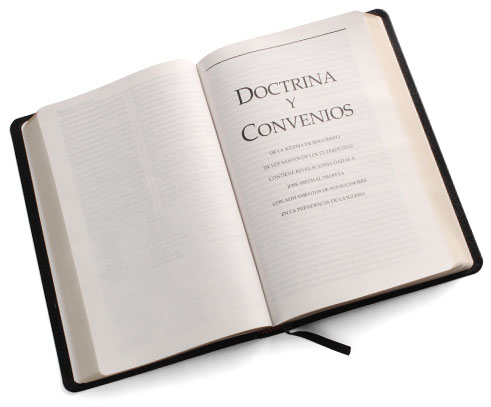 DOCTRINA
Y
CONVENIOS
DE LA IGLESIA DE JESUCRISTO
DE LOS SANTOS DE LOS ÚLTIMOS DÍAS
CONTIENE REVELACIONES DADAS A
JOSÉ SMITH EL PROFETA
CON ADITAMENTOS DE SUS SUCESORES
EN LA PRESIDENCIA DE LA IGLESIA